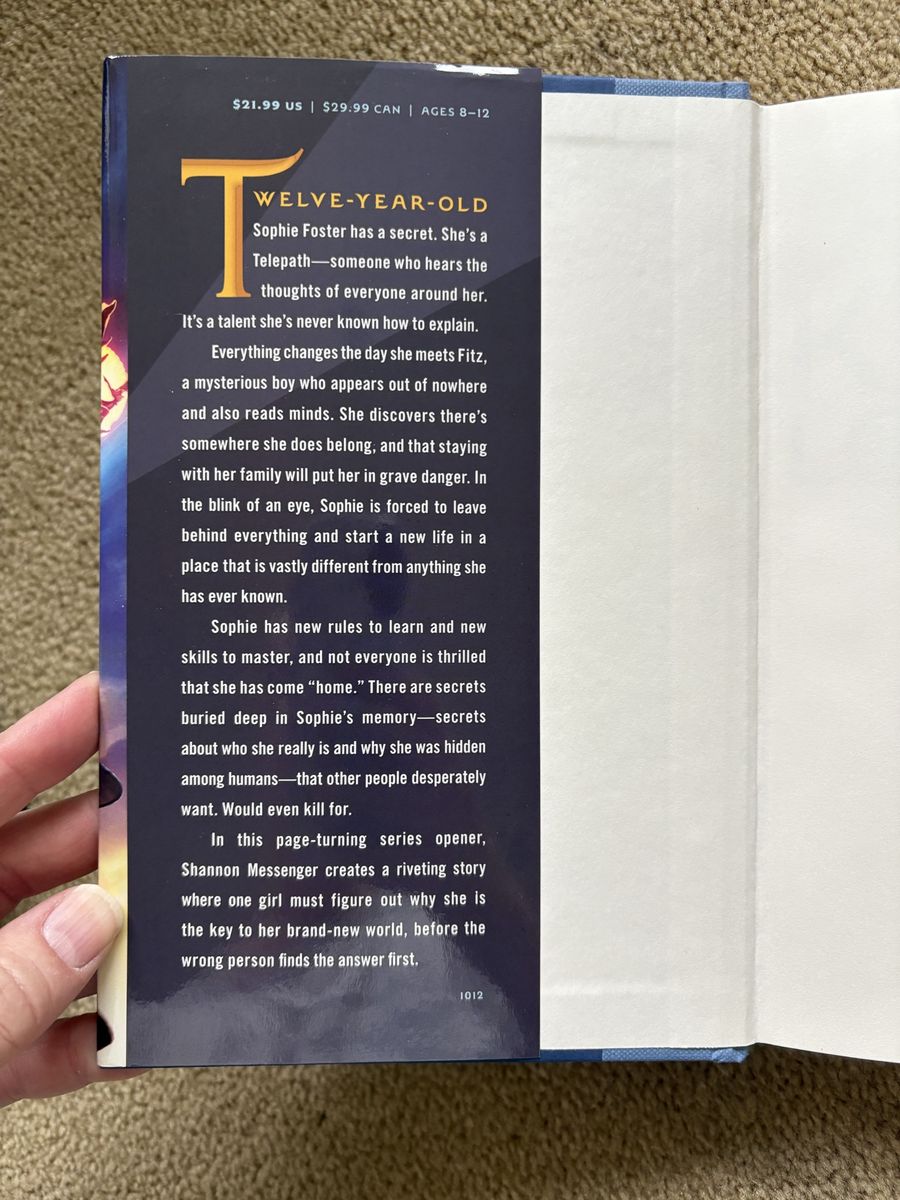 $21.99 US | $29.99 CAN | AGES 8–12
TWELVE-YEAR-OLD
Sophie Foster has a secret. She's a
Telepath—someone who hears the
thoughts of everyone around her.
It's a talent she's never known how to explain.
Everything changes the day she meets Fitz,
a mysterious boy who appears out of nowhere
and also reads minds. She discovers there's
somewhere she does belong, and that staying
with her family will put her in grave danger. In
the blink of an eye, Sophie is forced to leave
behind everything and start a new life in a
place that is vastly different from anything she
has ever known.
Sophie has new rules to learn and new
skills to master, and not everyone is thrilled
that she has come “home.” There are secrets
buried deep in Sophie's memory—secrets
about who she really is and why she was hidden
among humans—that other people desperately
want. Would even kill for.
In this page-turning series opener,
Shannon Messenger creates a riveting story
where one girl must figure out why she is
the key to her brand-new world, before the
wrong person finds the answer first.
1012